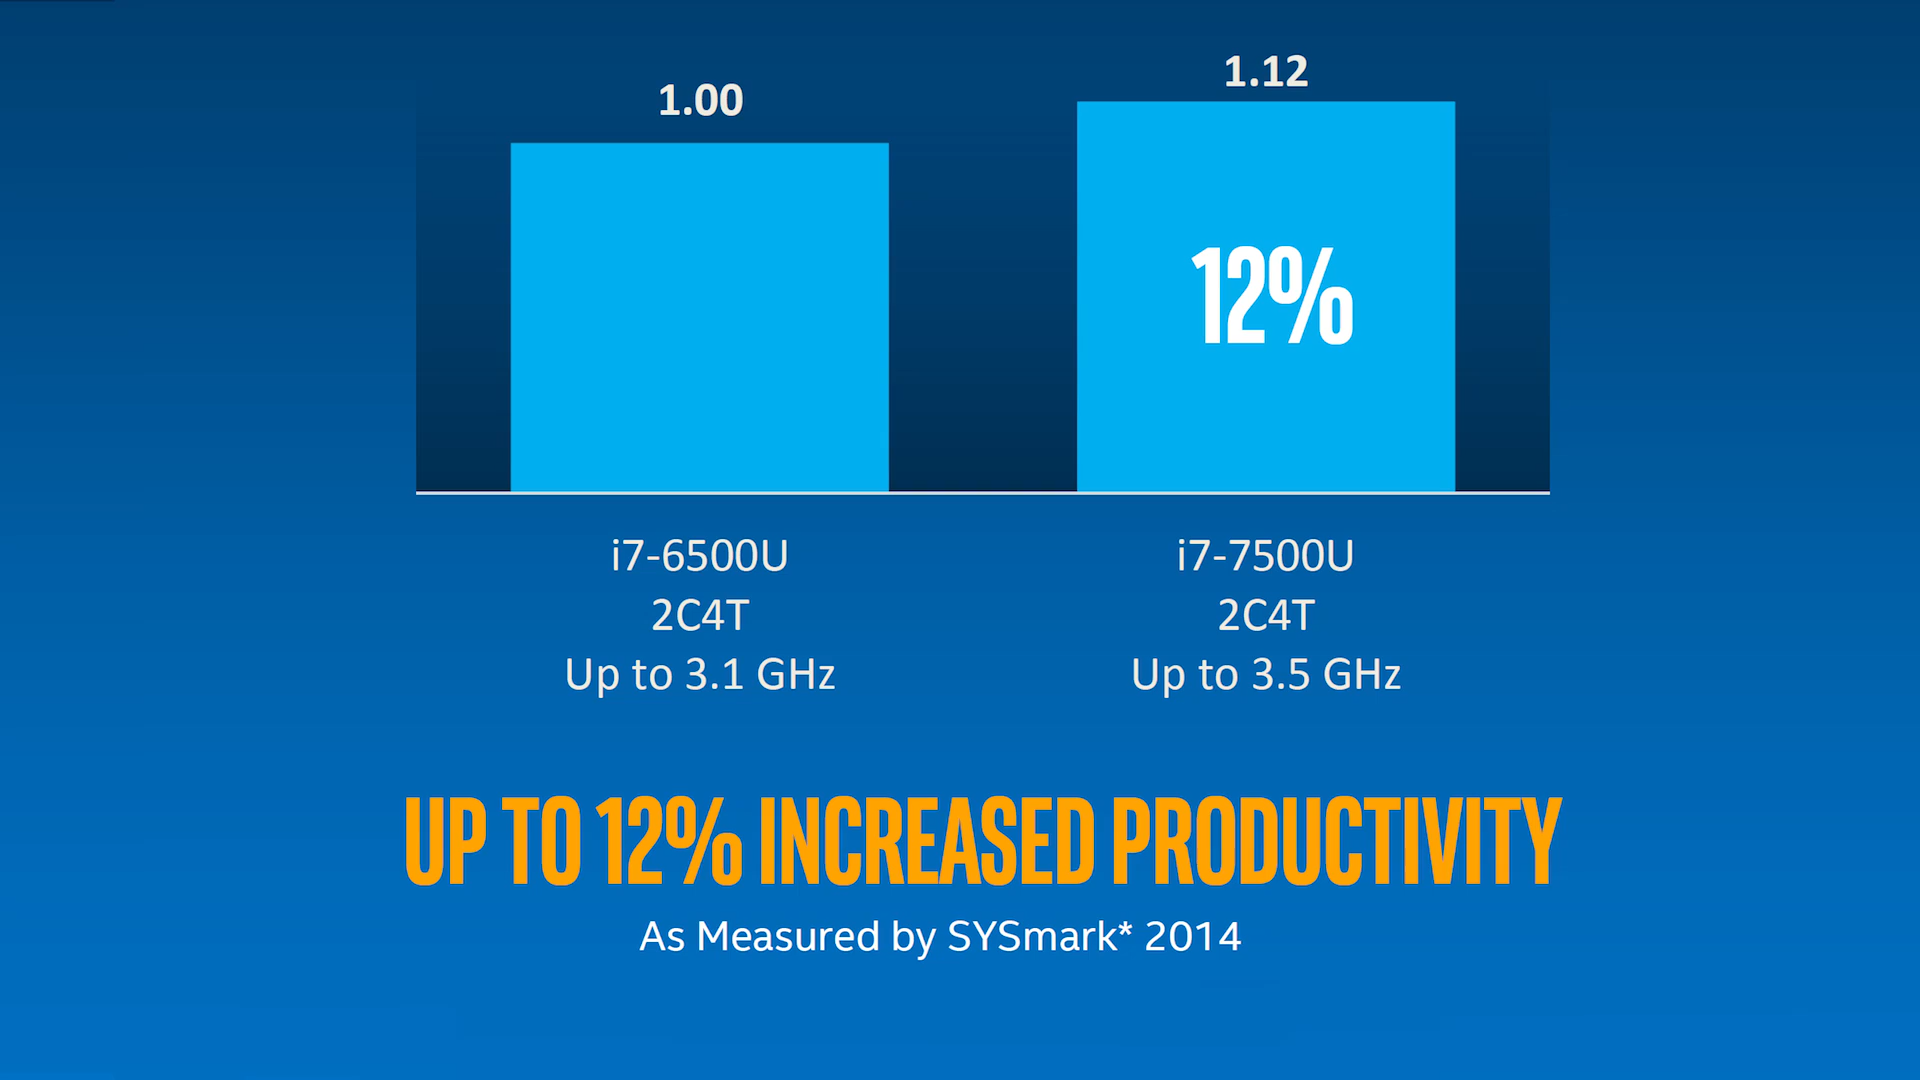 1.00
1.12
12%
i7-6500U
2C4T
Up to 3.1 GHz
i7-7500U
2C4T
Up to 3.5 GHz
UP TO 12% INCREASED PRODUCTIVITY
As Measured by SYSmark* 2014